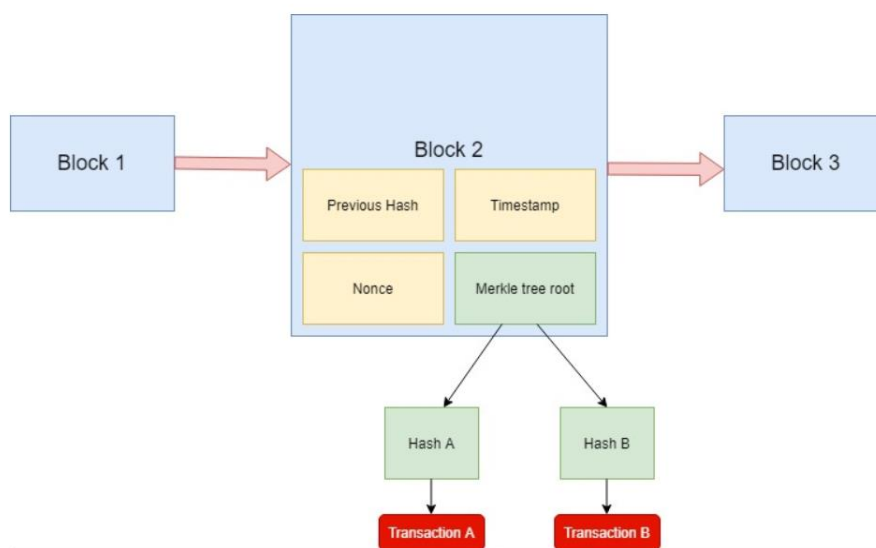 Block 1
Block 2
Block 3
Previous Hash
Timestamp
Nonce
Merkle tree root
Hash A
Hash B
Transaction A
Transaction B